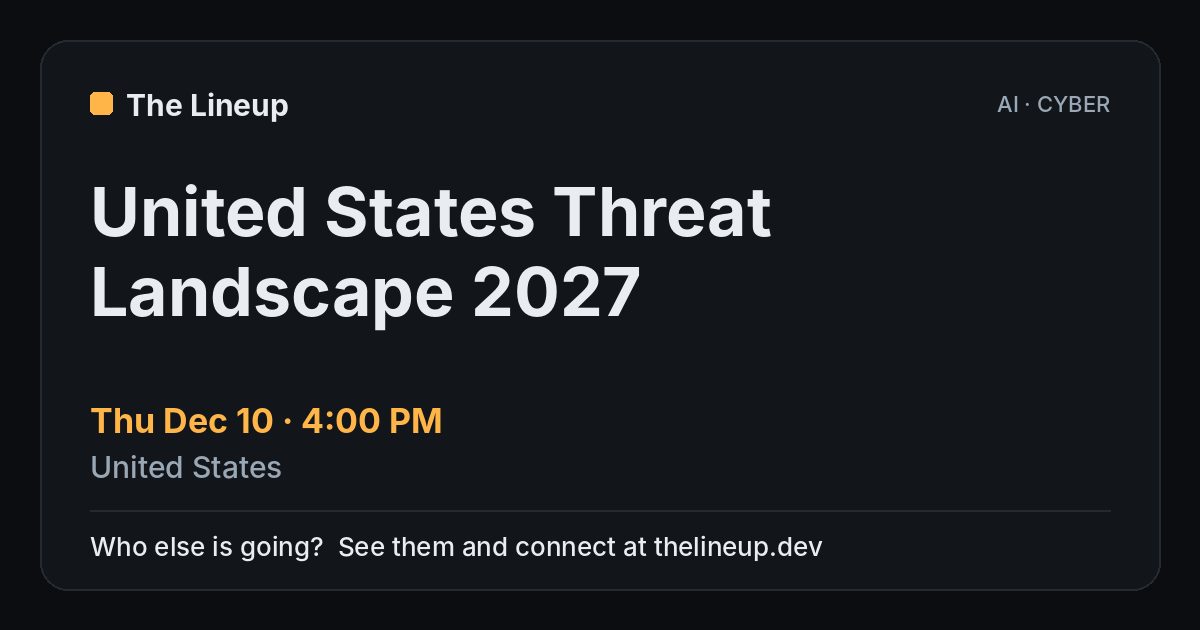 The Lineup
AI · CYBER
United States Threat
Landscape 2027
Thu Dec 10 · 4:00 PM
United States
Who else is going? See them and connect at thelineup.dev